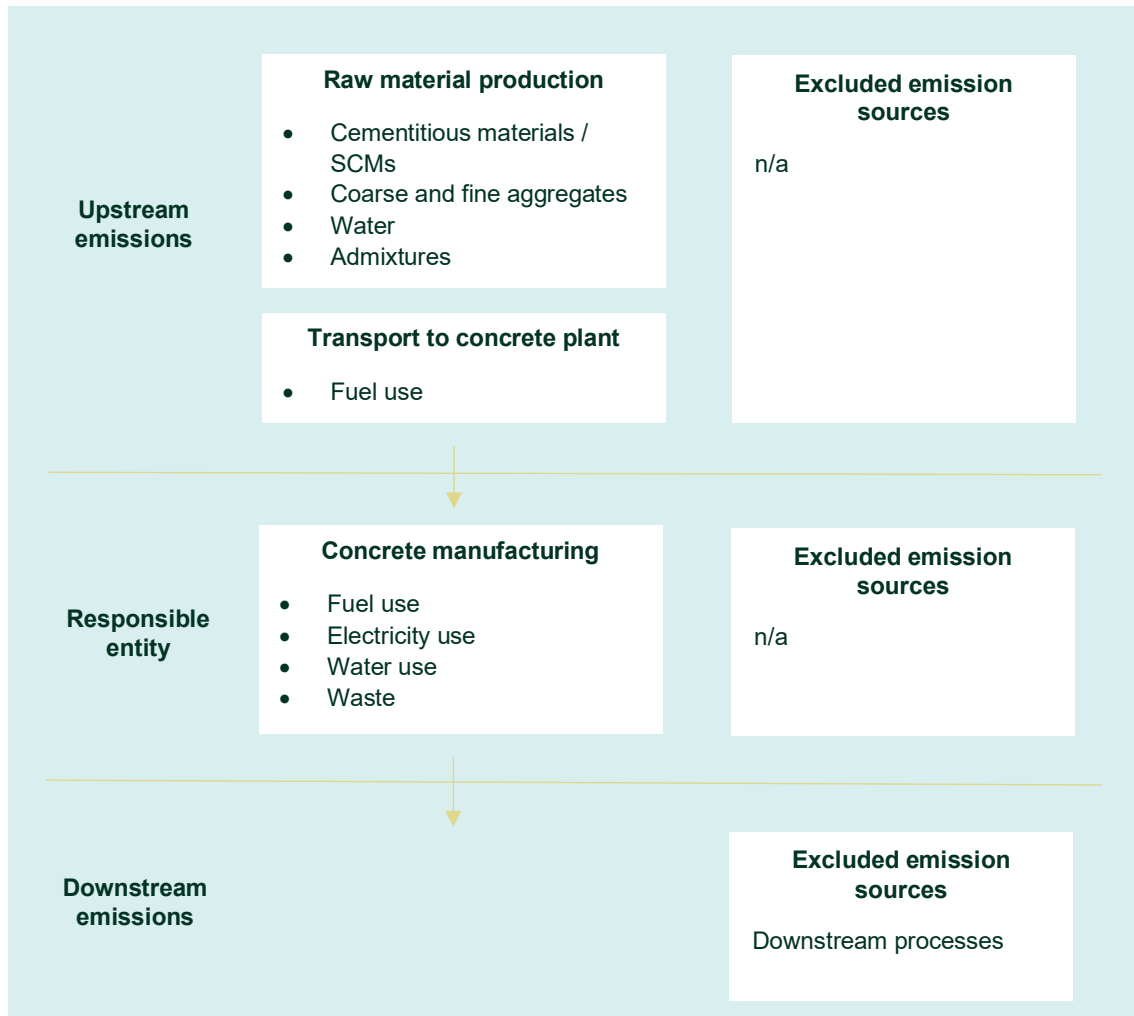 Upstream
emissions
Raw material production
• Cementitious materials /
SCMs
• Coarse and fine aggregates
• Water
• Admixtures
Transport to concrete plant
• Fuel use
Excluded emission
sources
n/a
Responsible
entity
Concrete manufacturing
• Fuel use
• Electricity use
• Water use
• Waste
Excluded emission
sources
n/a
Downstream
emissions
Excluded emission
sources
Downstream processes